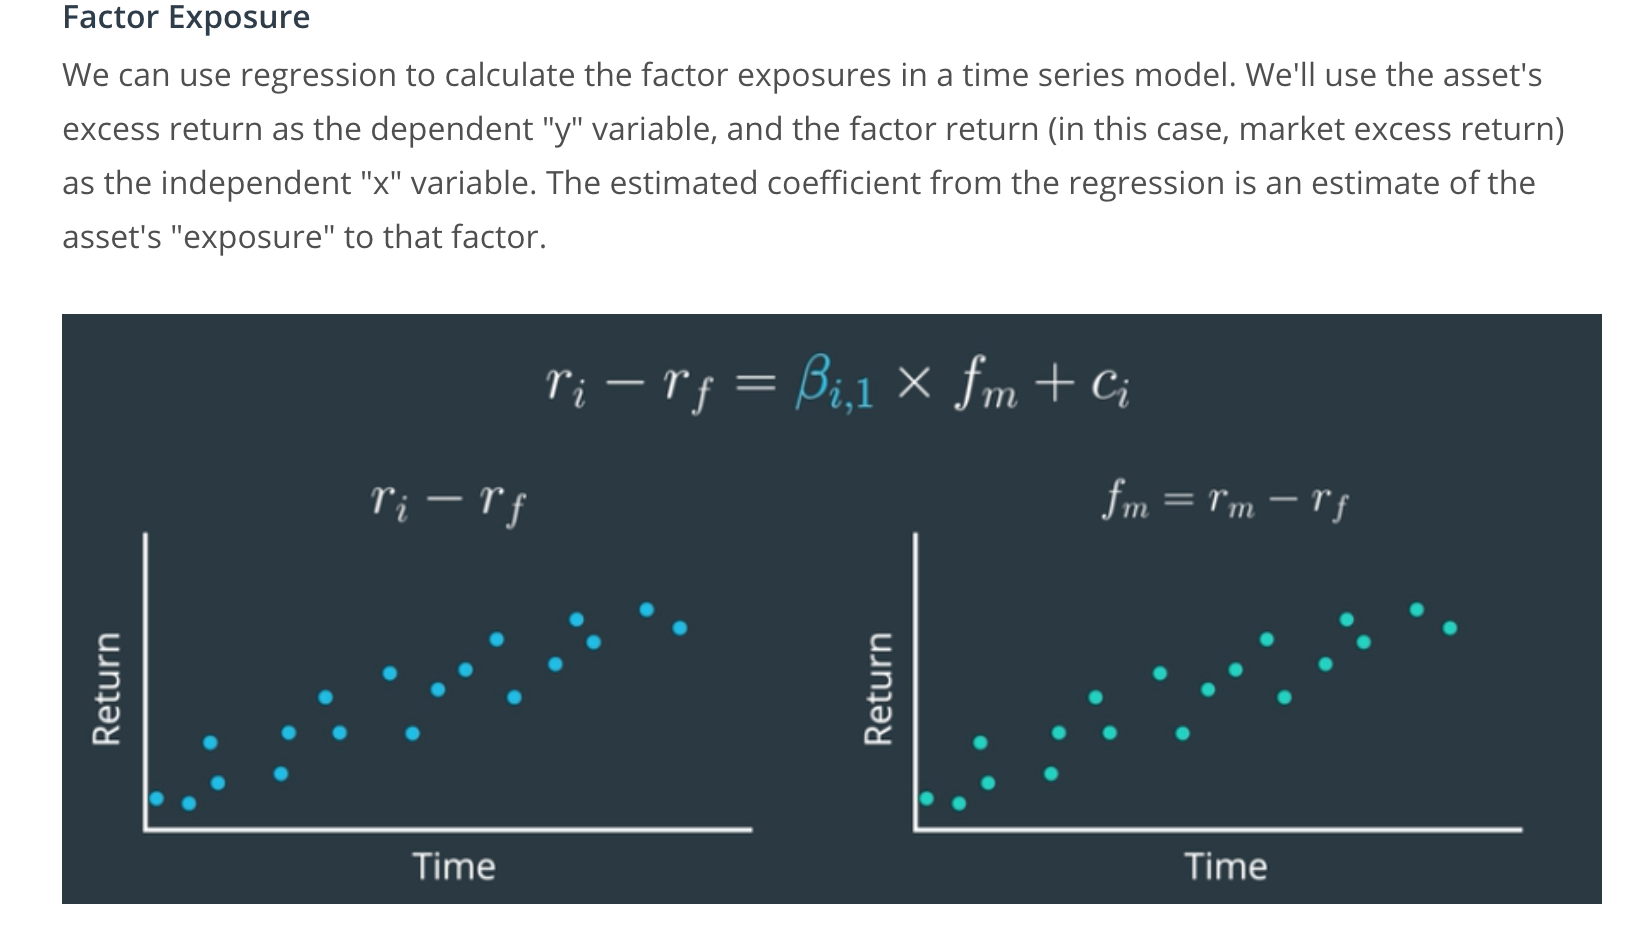 Factor Exposure
We can use regression to calculate the factor exposures in a time series model. We'll use the asset's
excess return as the dependent "y" variable, and the factor return (in this case, market excess return)
as the independent "x" variable. The estimated coefficient from the regression is an estimate of the
asset's "exposure" to that factor.
r_i − r_f = β_{i,1} × f_m + c_i
r_i − r_f
Return
Time
f_m = r_m − r_f
Return
Time